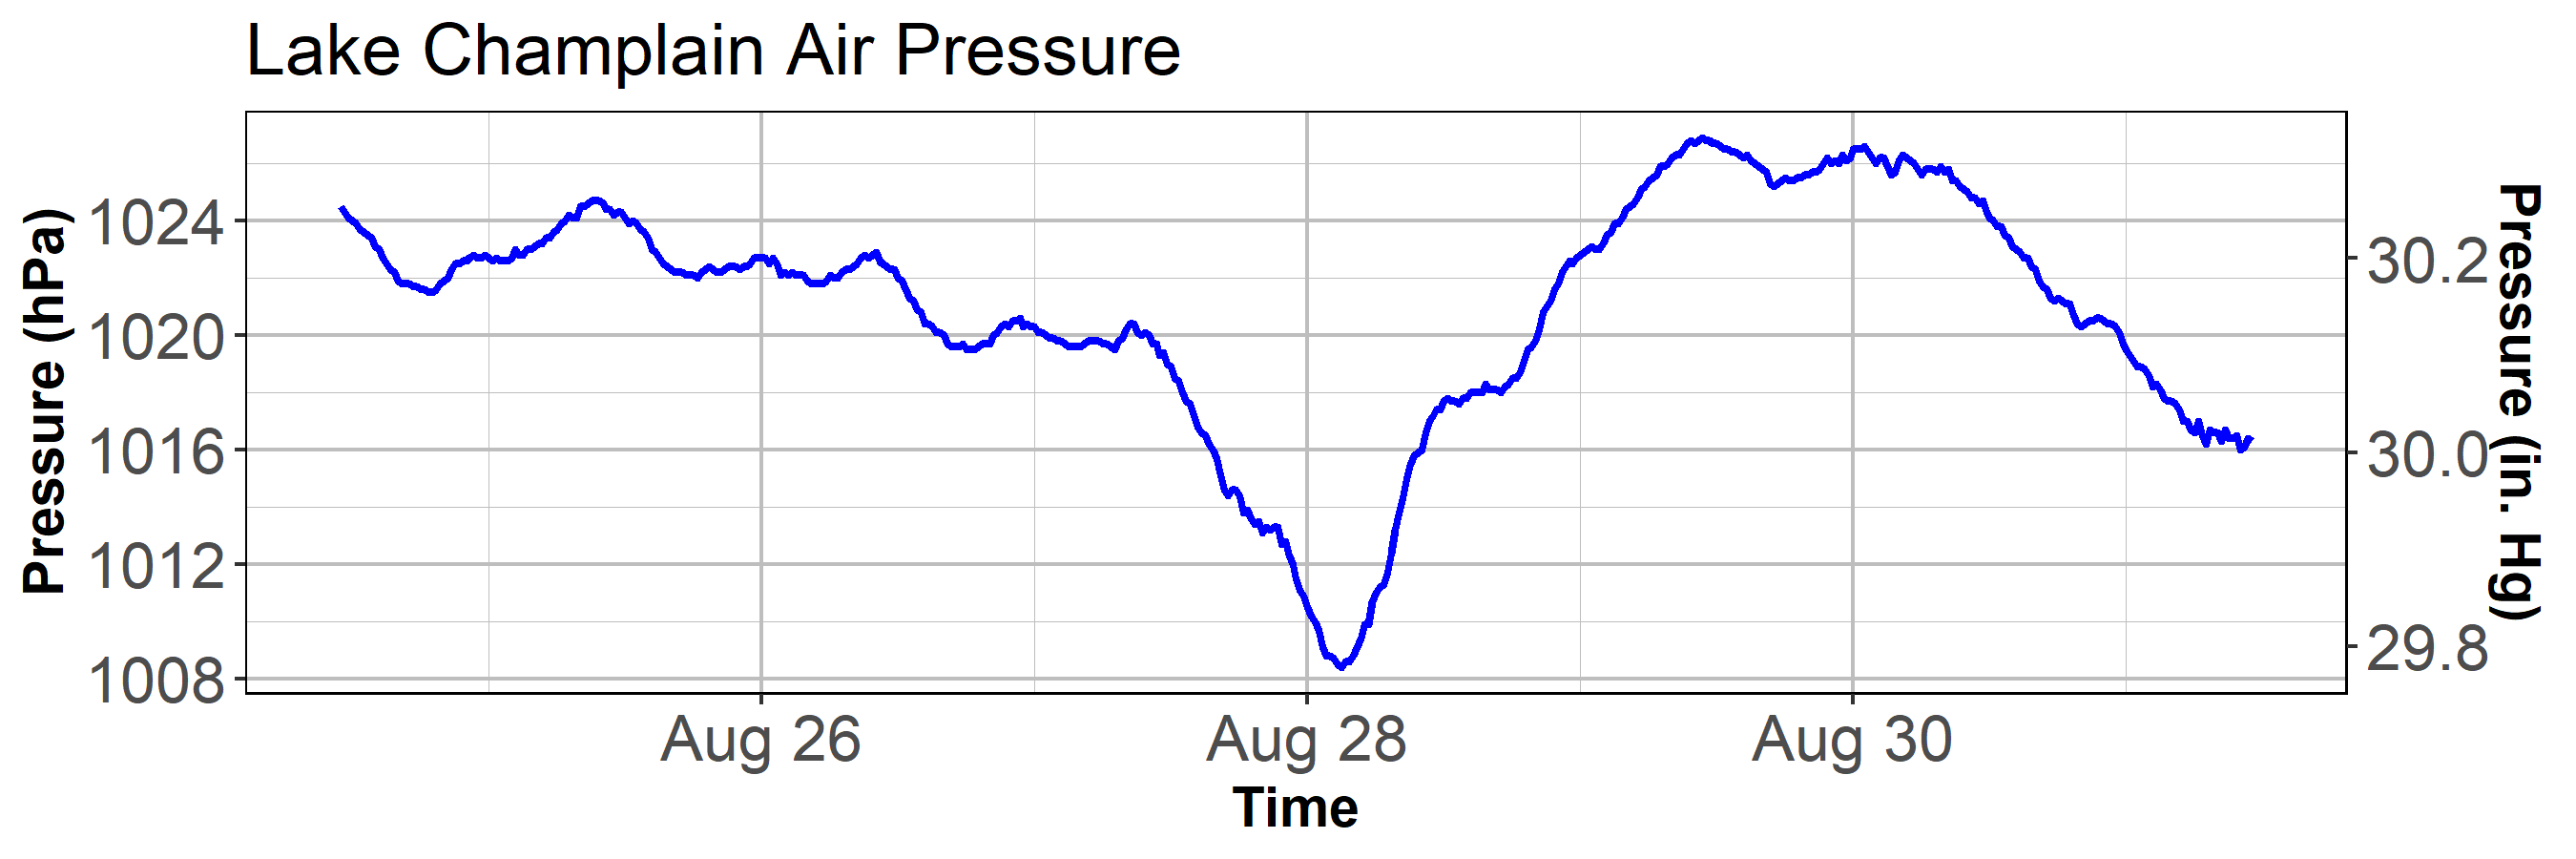 Lake Champlain Air Pressure
Pressure (hPa)
1024
1020
1016
1012
1008
30.2
30.0
29.8
Pressure (in. Hg)
Aug 26
Aug 28
Aug 30
Time